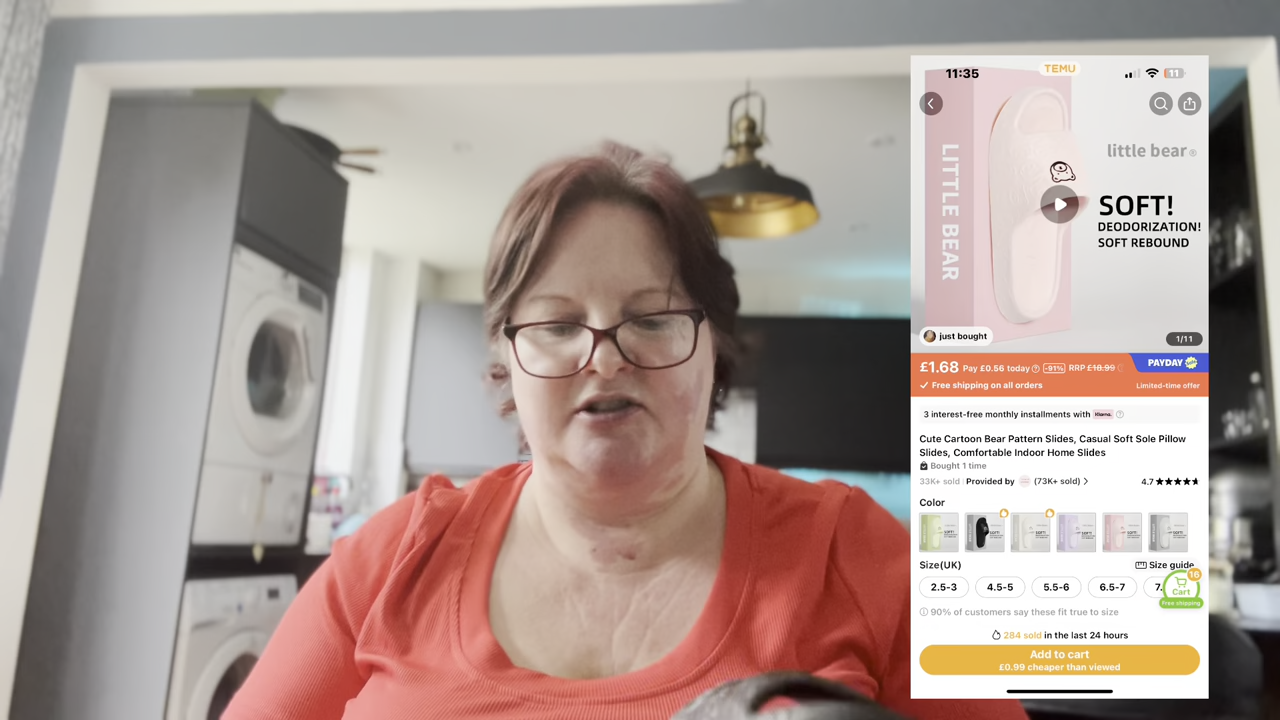 11:35
TEMU
11
LITTLE BEAR
little bear®
SOFT!
DEODORIZATION!
SOFT REBOUND
just bought
1/11
£1.68 Pay £0.56 today -91% RRP £18.99
PAYDAY
✓ Free shipping on all orders
Limited-time offer
3 interest-free monthly installments with Klarna.
Cute Cartoon Bear Pattern Slides, Casual Soft Sole Pillow
Slides, Comfortable Indoor Home Slides
Bought 1 time
33K+ sold Provided by (73K+ sold) >
4.7 ★★★★★
Color
Size(UK)
Size guide
2.5-3 4.5-5 5.5-6 6.5-7 7.
16
Cart
Free shipping
90% of customers say these fit true to size
284 sold in the last 24 hours
Add to cart
£0.99 cheaper than viewed